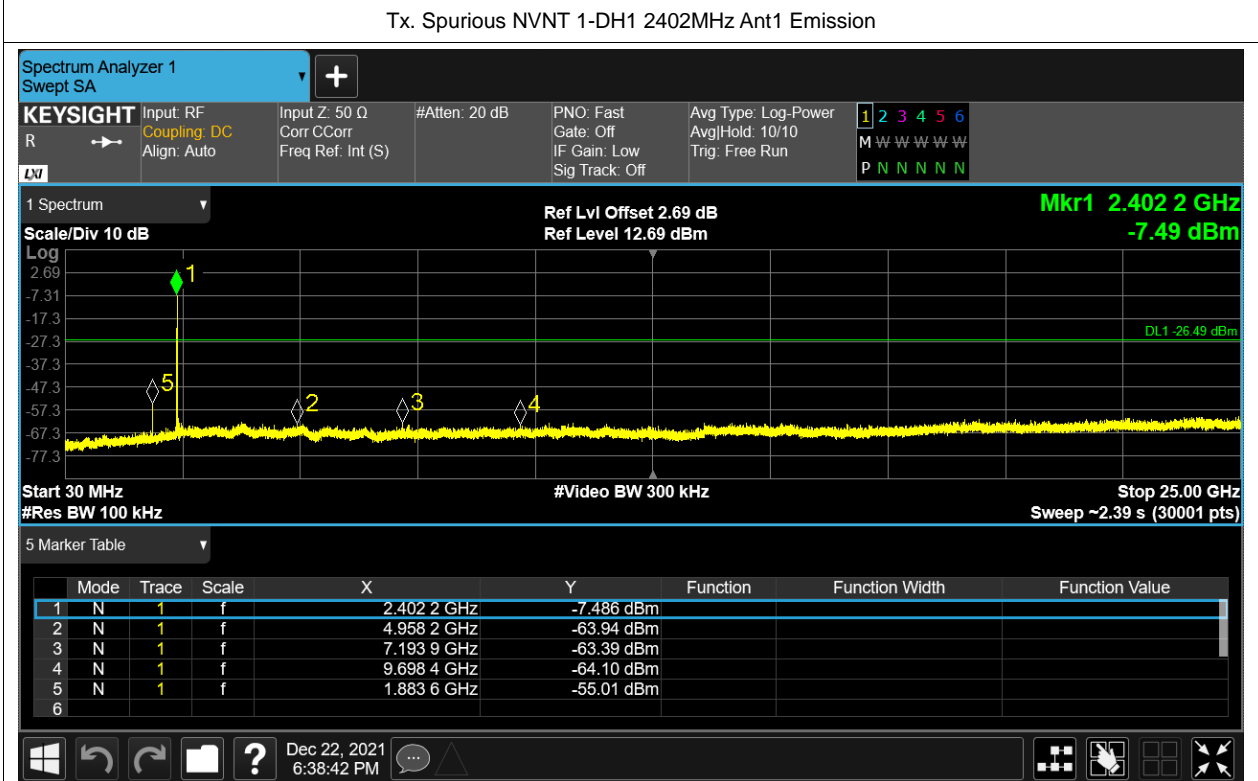 Tx. Spurious NVNT 1-DH1 2402MHz Ant1 Emission
Spectrum Analyzer 1
Swept SA
+
KEYSIGHT
R
LXI
Input: RF
Coupling: DC
Align: Auto
Input Z: 50 Ω
Corr CCorr
Freq Ref: Int (S)
#Atten: 20 dB
PNO: Fast
Gate: Off
IF Gain: Low
Sig Track: Off
Avg Type: Log-Power
Avg|Hold: 10/10
Trig: Free Run
1 2 3 4 5 6
M W W W W W
P N N N N N
1 Spectrum
Scale/Div 10 dB
Ref Lvl Offset 2.69 dB
Ref Level 12.69 dBm
Mkr1 2.402 2 GHz
-7.49 dBm
Log
2.69
-7.31
-17.3
-27.3
-37.3
-47.3
-57.3
-67.3
-77.3
1
5
2
3
4
DL1 -26.49 dBm
Start 30 MHz
#Video BW 300 kHz
Stop 25.00 GHz
#Res BW 100 kHz
Sweep ~2.39 s (30001 pts)
5 Marker Table
Mode Trace Scale X Y Function Function Width Function Value
1 N 1 f 2.402 2 GHz -7.486 dBm
2 N 1 f 4.958 2 GHz -63.94 dBm
3 N 1 f 7.193 9 GHz -63.39 dBm
4 N 1 f 9.698 4 GHz -64.10 dBm
5 N 1 f 1.883 6 GHz -55.01 dBm
6
?
Dec 22, 2021
6:38:42 PM